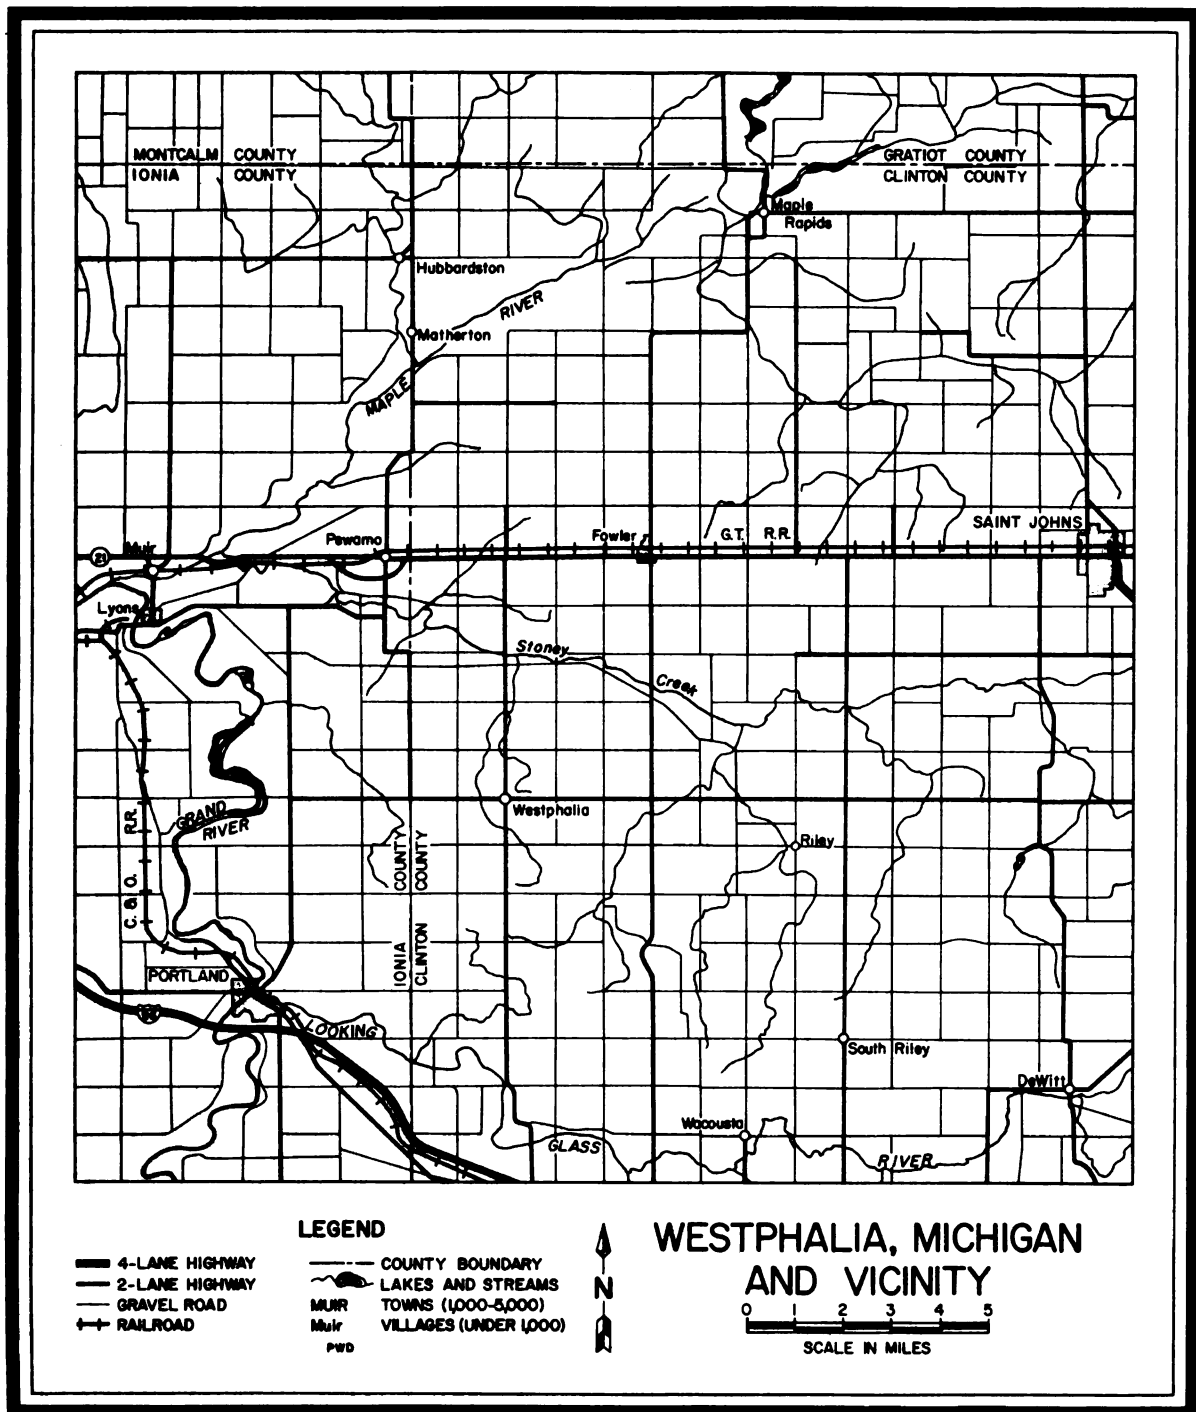 MONTCALM COUNTY
IONIA COUNTY
GRATIOT COUNTY
CLINTON COUNTY
Maple
Rapids
Hubbardston
RIVER
Matherton
MAPLE
SAINT JOHNS
21
Muir
Pewamo
Fowler
G.T. R.R.
Lyons
Stoney
Creek
GRAND
RIVER
R.R.
C. & O.
Westphalia
Riley
IONIA COUNTY
CLINTON COUNTY
PORTLAND
LOOKING
South Riley
DeWitt
Wacousta
GLASS
RIVER
LEGEND
4-LANE HIGHWAY
2-LANE HIGHWAY
GRAVEL ROAD
RAILROAD
COUNTY BOUNDARY
LAKES AND STREAMS
MUIR TOWNS (1,000-5,000)
Muir VILLAGES (UNDER 1,000)
PWD
N
WESTPHALIA, MICHIGAN
AND VICINITY
0 1 2 3 4 5
SCALE IN MILES